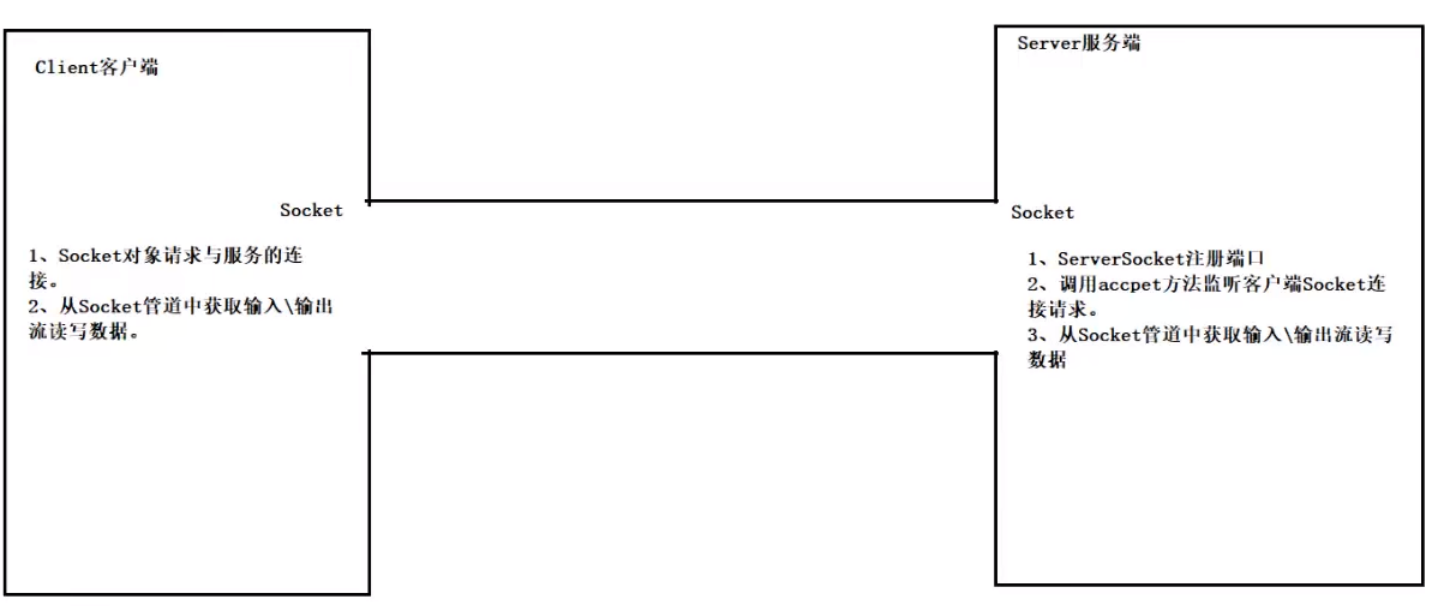 Client客户端
Socket
1、Socket对象请求与服务的连
接。
2、从Socket管道中获取输入\输出
流读写数据。
Server服务端
Socket
1、ServerSocket注册端口
2、调用accpet方法监听客户端Socket连
接请求。
3、从Socket管道中获取输入\输出流读写
数据